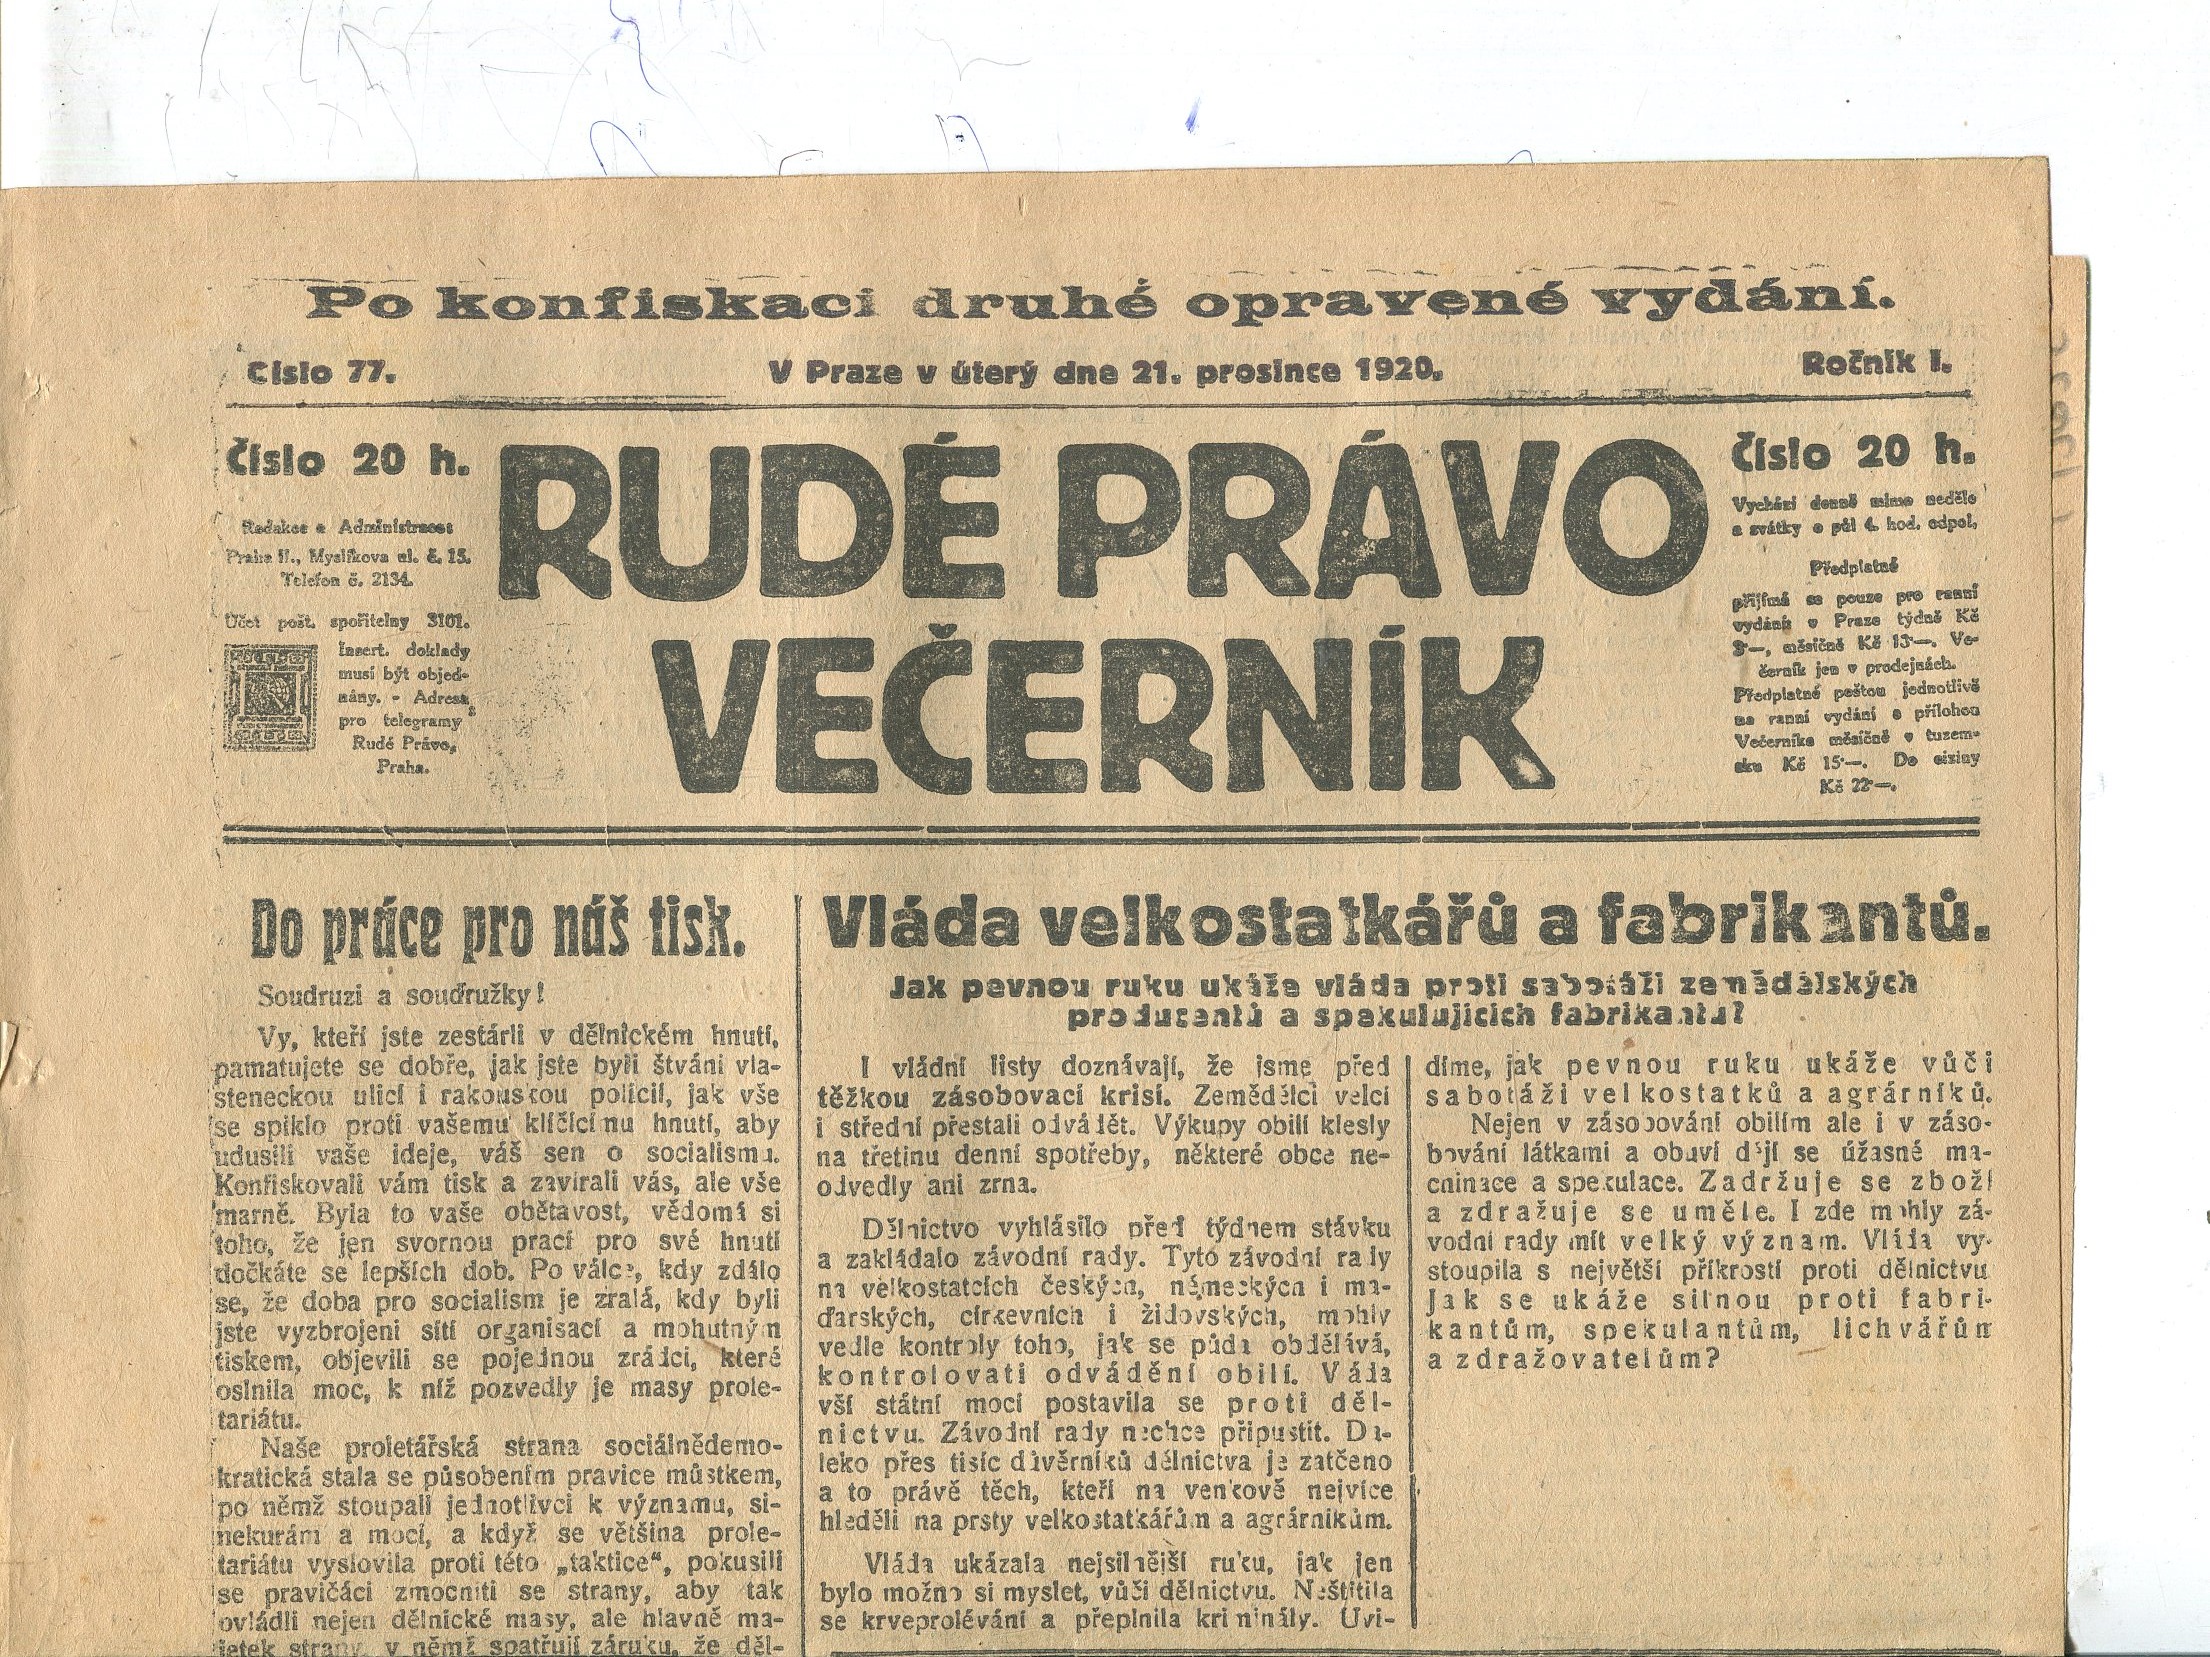 Po konfiskaci druhé opravené vydání.
Číslo 77.
V Praze v úterý dne 21. prosince 1920.
Ročník I.
Číslo 20 h.
Redakce a Administrace:
Praha II., Myslíkova ul. č. 15.
Telefon č. 2134.
Účet pošt. spořitelny 3101.
Insert. doklady
musí být objed-
nány. - Adresa
pro telegramy
Rudé Právo,
Praha.
RUDÉ PRÁVO
VEČERNÍK
Číslo 20 h.
Vychází denně mimo neděle
a svátky o půl 4. hod. odpol.
Předplatné
přijímá se pouze pro ranní
vydání v Praze týdně Kč
3·—, měsíčně Kč 13·—. Ve-
černík jen v prodejnách.
Předplatné poštou jednotlivě
na ranní vydání s přílohou
Večerníka měsíčně v tuzem-
sku Kč 15·—. Do ciziny
Kč 22·—.
Do práce pro náš tisk.
Soudruzi a soudružky!
Vy, kteří jste zestárli v dělnickém hnutí,
pamatujete se dobře, jak jste byli štváni vla-
steneckou ulicí i rakouskou policií, jak vše
se spiklo proti vašemu klíčícímu hnutí, aby
udusili vaše ideje, váš sen o socialismu.
Konfiskovali vám tisk a zavírali vás, ale vše
marně. Byla to vaše obětavost, vědomá si
toho, že jen svornou prací pro své hnutí
dočkáte se lepších dob. Po válce, kdy zdálo
se, že doba pro socialism je zralá, kdy byli
jste vyzbrojeni sítí organisací a mohutným
tiskem, objevili se pojednou zrádci, které
oslnila moc, k níž pozvedly je masy prole-
tariátu.
Naše proletářská strana sociálnědemo-
kratická stala se působením pravice můstkem,
po němž stoupali jednotlivci k významu, si-
nekurám a moci, a když se většina prole-
tariátu vyslovila proti této „taktice“, pokusili
se pravičáci zmocniti se strany, aby tak
ovládli nejen dělnické masy, ale hlavně ma-
jetek strany, v němž spatřují záruku, že děl-
Vláda velkostatkářů a fabrikantů.
Jak pevnou ruku ukáže vláda proti sabotáži zemědělských
producentů a spekulujících fabrikantů?
I vládní listy doznávají, že jsme před
těžkou zásobovací krisí. Zemědělci velcí
i střední přestali odvádět. Výkupy obilí klesly
na třetinu denní spotřeby, některé obce ne-
odvedly ani zrna.
Dělnictvo vyhlásilo před týdnem stávku
a zakládalo závodní rady. Tyto závodní rady
na velkostatcích českých, německých i ma-
ďarských, církevních i židovských, mohly
vedle kontroly toho, jak se půda obdělává,
kontrolovati odvádění obilí. Vláda
vší státní mocí postavila se proti děl-
nictvu. Závodní rady nechce připustit. Da-
leko přes tisíc důvěrníků dělnictva je zatčeno
a to právě těch, kteří na venkově nejvíce
hleděli na prsty velkostatkářům a agrárníkům.
Vláda ukázala nejsilnější ruku, jak jen
bylo možno si myslet, vůči dělnictvu. Neštítila
se krveprolévání a přeplnila kriminály. Uvi-
díme, jak pevnou ruku ukáže vůči
sabotáži velkostatků a agrárníků.
Nejen v zásobování obilím ale i v záso-
bování látkami a obuví dějí se úžasné ma-
chinace a spekulace. Zadržuje se zboží
a zdražuje se uměle. I zde mohly zá-
vodní rady mít velký význam. Vláda vy-
stoupila s největší příkrostí proti dělnictvu
Jak se ukáže silnou proti fabri-
kantům, spekulantům, lichvářům
a zdražovatelům?